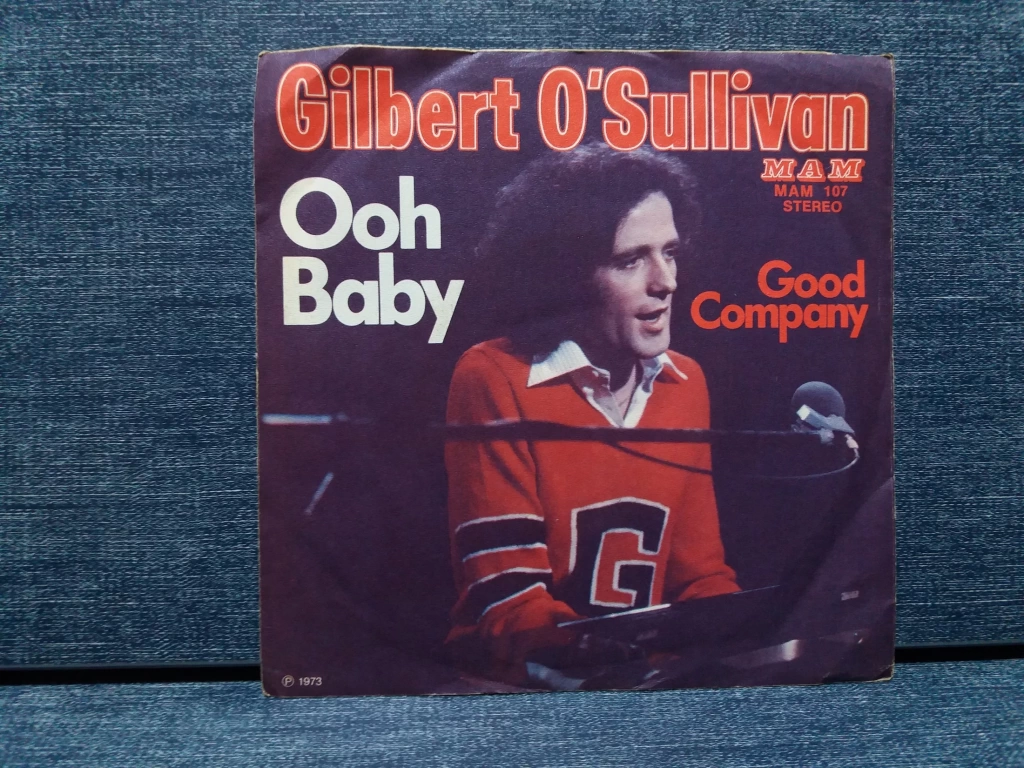 Gilbert O'Sullivan
MAM
MAM 107
STEREO
Ooh
Baby
Good
Company
G
℗ 1973